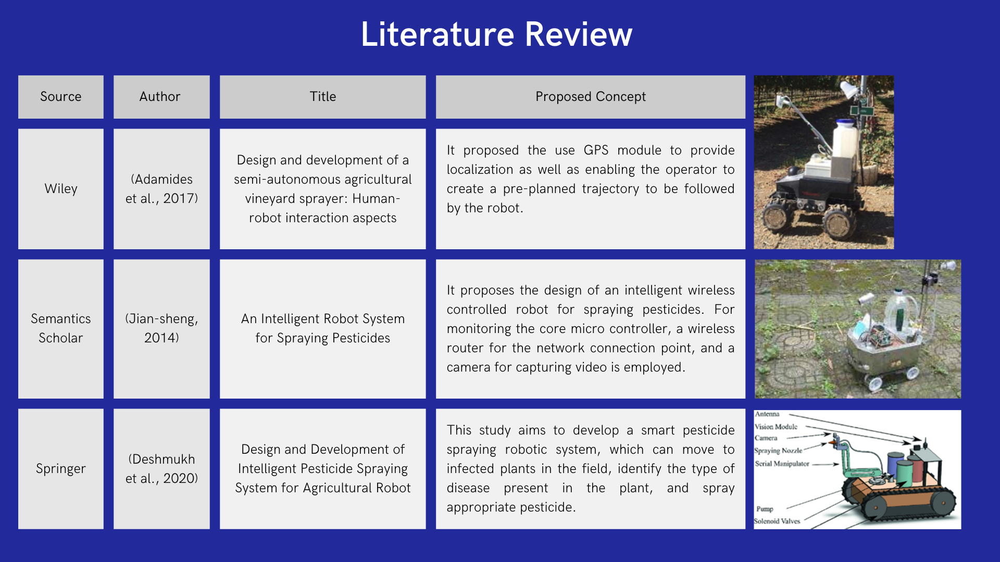 Literature Review
Source
Author
Title
Proposed Concept
Wiley
(Adamides
et al., 2017)
Design and development of a
semi-autonomous agricultural
vineyard sprayer: Human-
robot interaction aspects
It proposed the use GPS module to provide
localization as well as enabling the operator to
create a pre-planned trajectory to be followed
by the robot.
Semantics
Scholar
(Jian-sheng,
2014)
An Intelligent Robot System
for Spraying Pesticides
It proposes the design of an intelligent wireless
controlled robot for spraying pesticides. For
monitoring the core micro controller, a wireless
router for the network connection point, and a
camera for capturing video is employed.
Springer
(Deshmukh
et al., 2020)
Design and Development of
Intelligent Pesticide Spraying
System for Agricultural Robot
This study aims to develop a smart pesticide
spraying robotic system, which can move to
infected plants in the field, identify the type of
disease present in the plant, and spray
appropriate pesticide.
Antenna
Vision Module
Camera
Spraying Nozzle
Serial Manipulator
Pump
Solenoid Valves